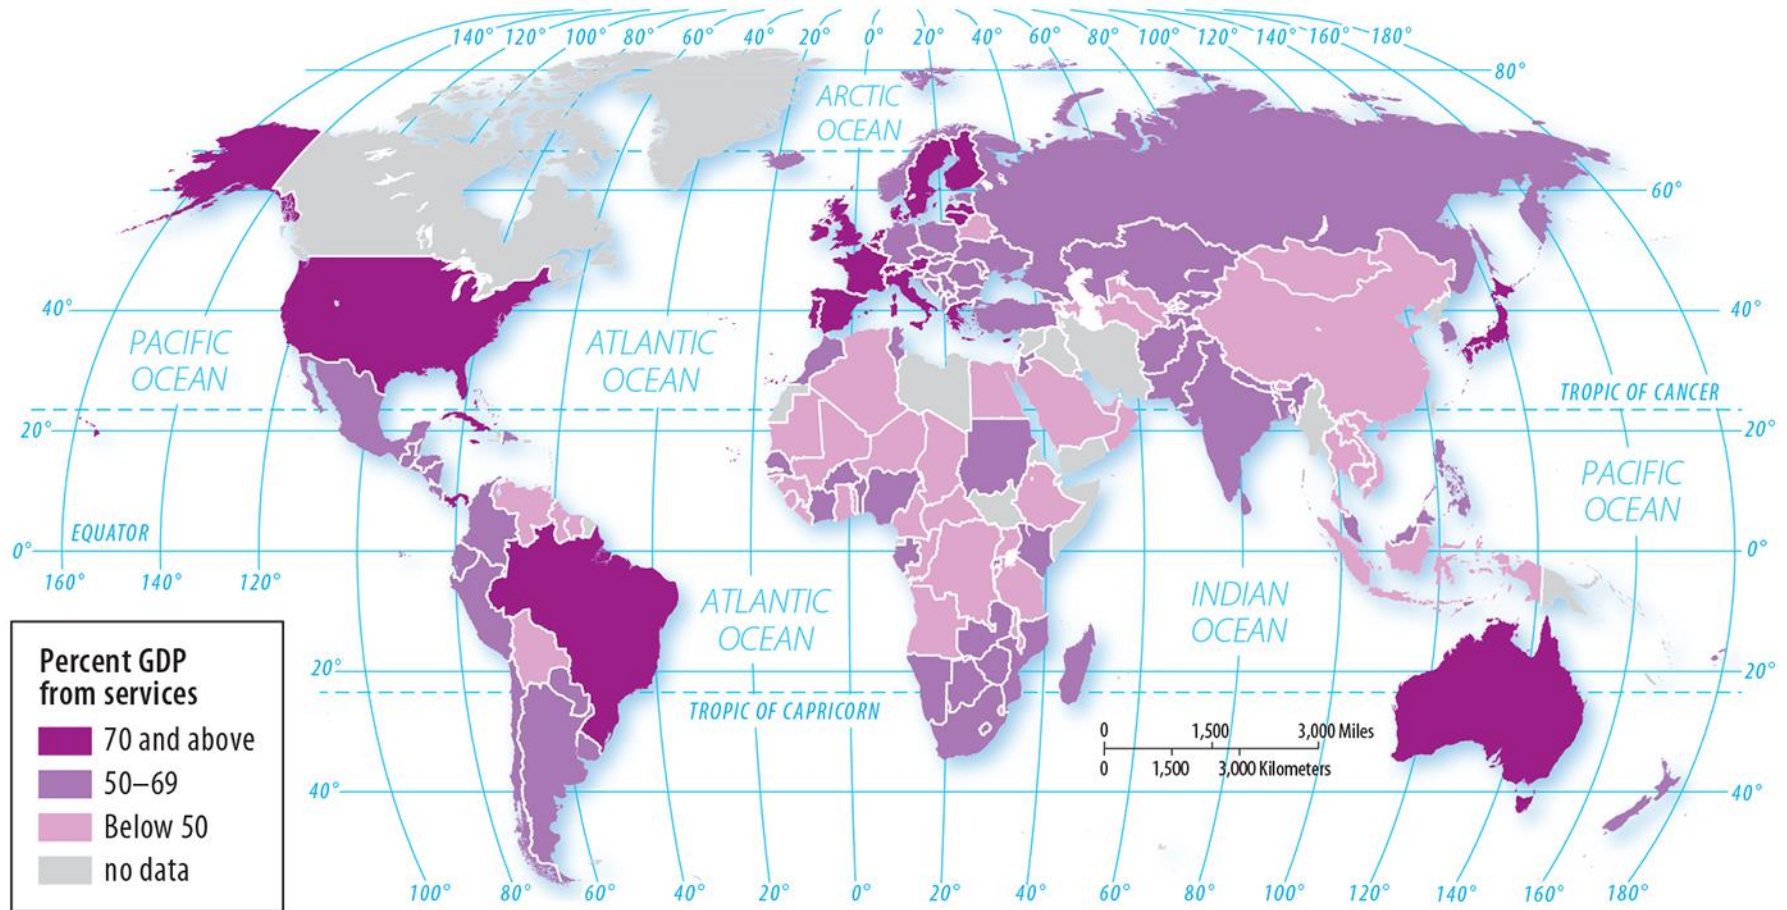 140° 120° 100° 80° 60° 40° 20° 0° 20° 40° 60° 80° 100° 120° 140° 160° 180°
80°
ARCTIC
OCEAN
60°
40°
PACIFIC
OCEAN
ATLANTIC
OCEAN
40°
TROPIC OF CANCER
20°
20°
PACIFIC
OCEAN
EQUATOR
0°
0°
160° 140° 120°
ATLANTIC
OCEAN
INDIAN
OCEAN
20°
20°
TROPIC OF CAPRICORN
0 1,500 3,000 Miles
0 1,500 3,000 Kilometers
40°
40°
100° 80° 60° 40° 20° 0° 20° 40° 60° 80° 100° 120° 140° 160° 180°
Percent GDP
from services
70 and above
50–69
Below 50
no data